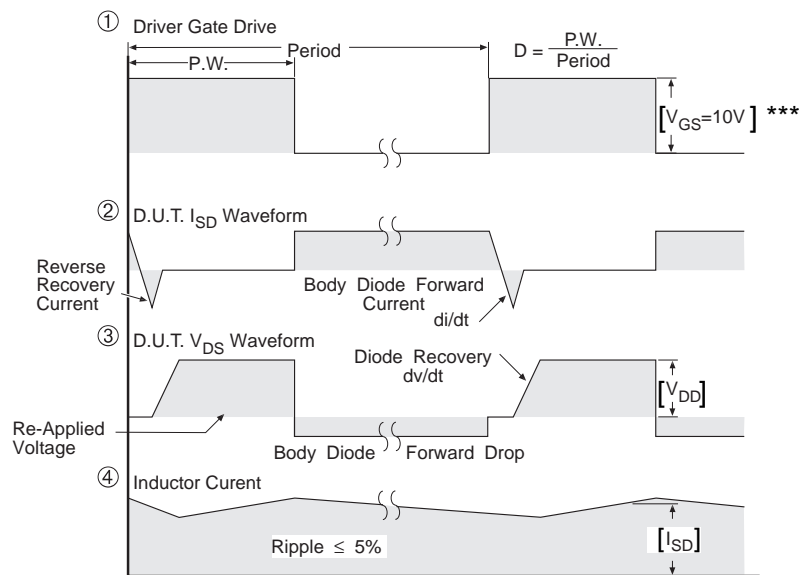 ① Driver Gate Drive
Period
P.W.
D = P.W. / Period
[VGS=10V] ***
② D.U.T. ISD Waveform
Reverse
Recovery
Current
Body Diode Forward
Current
di/dt
③ D.U.T. VDS Waveform
Diode Recovery
dv/dt
[VDD]
Re-Applied
Voltage
Body Diode Forward Drop
④ Inductor Curent
Ripple ≤ 5%
[ISD]